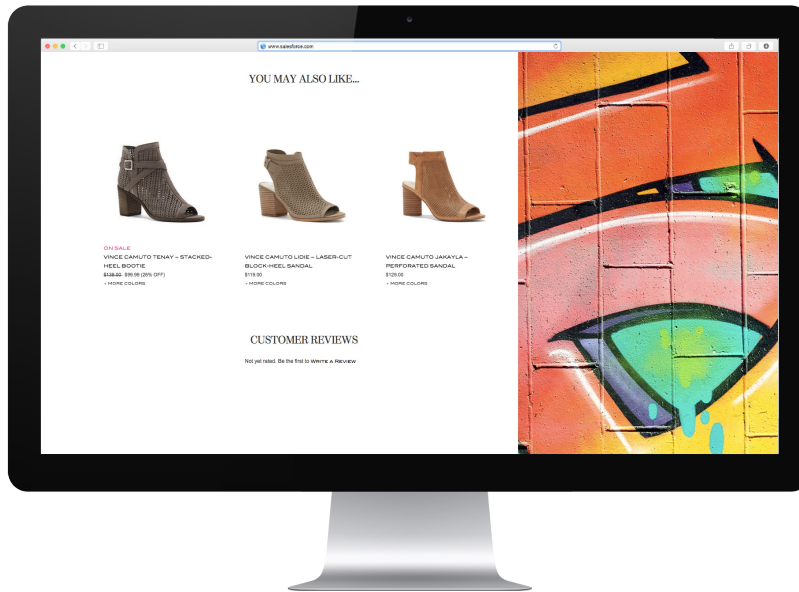 www.salesforce.com
YOU MAY ALSO LIKE...
ON SALE
VINCE CAMUTO TENAY – STACKED-
HEEL BOOTIE
$139.00 $99.99 (28% OFF)
+ MORE COLORS
VINCE CAMUTO LIDIE – LASER-CUT
BLOCK-HEEL SANDAL
$119.00
+ MORE COLORS
VINCE CAMUTO JAKAYLA –
PERFORATED SANDAL
$129.00
+ MORE COLORS
CUSTOMER REVIEWS
Not yet rated. Be the first to WRITE A REVIEW